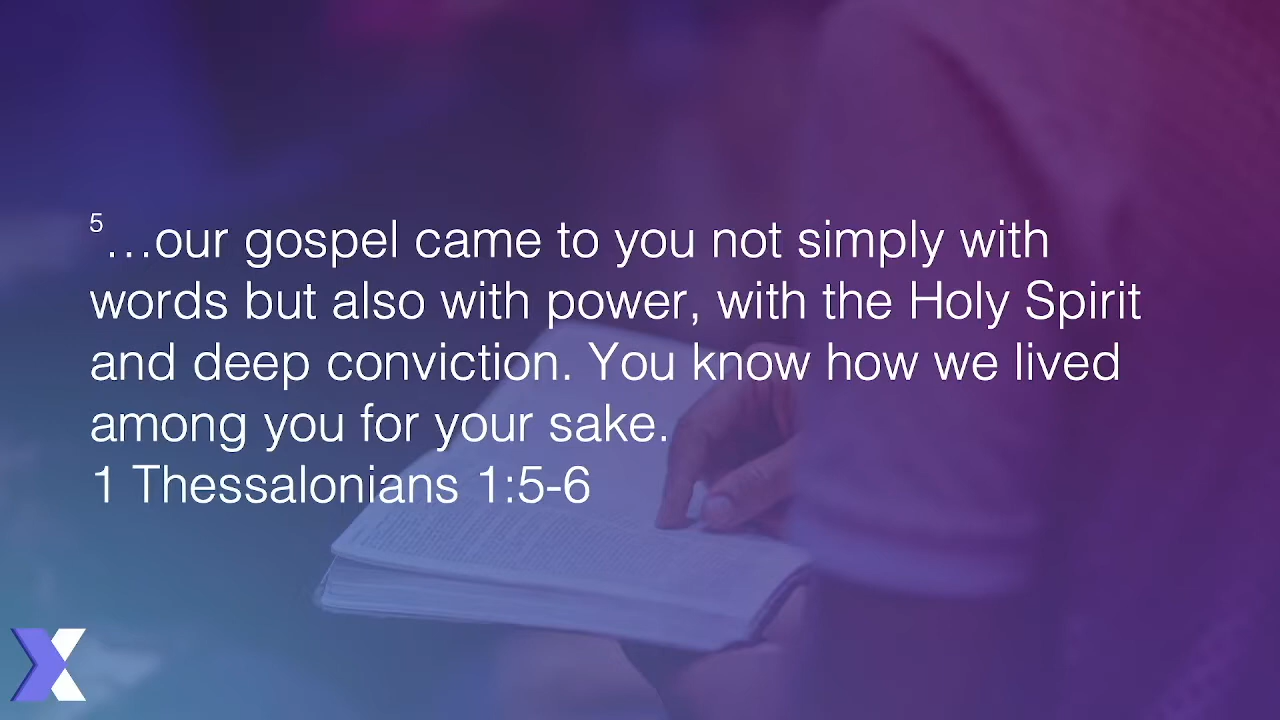 ⁵…our gospel came to you not simply with
words but also with power, with the Holy Spirit
and deep conviction. You know how we lived
among you for your sake.
1 Thessalonians 1:5-6